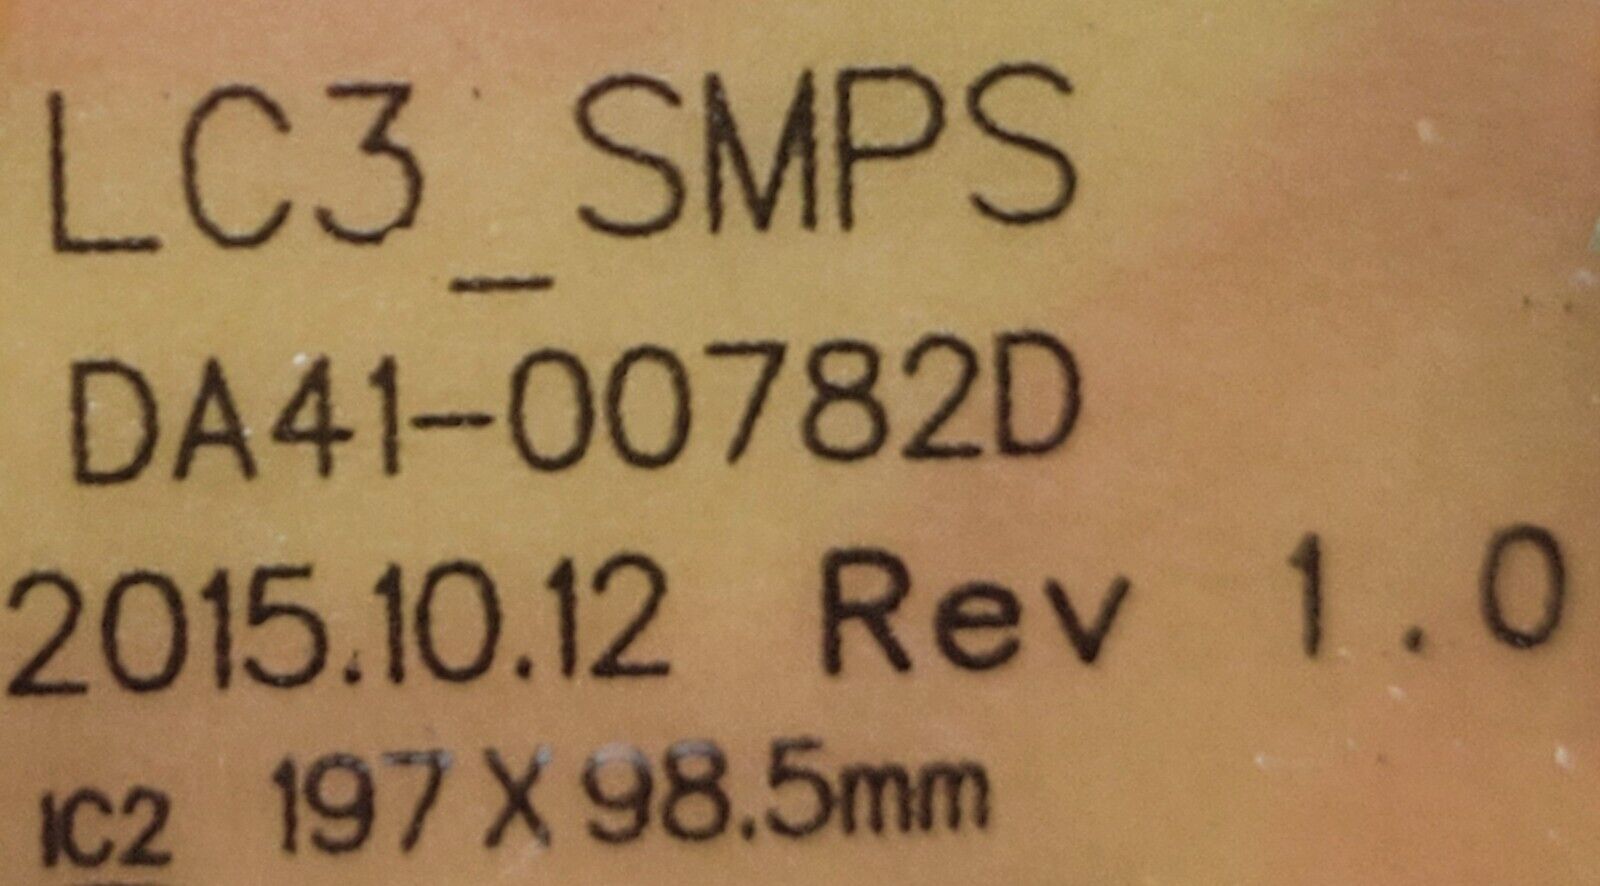 LC3_SMPS
DA41-00782D
2015.10.12 Rev 1.0
IC2 197 X 98.5mm